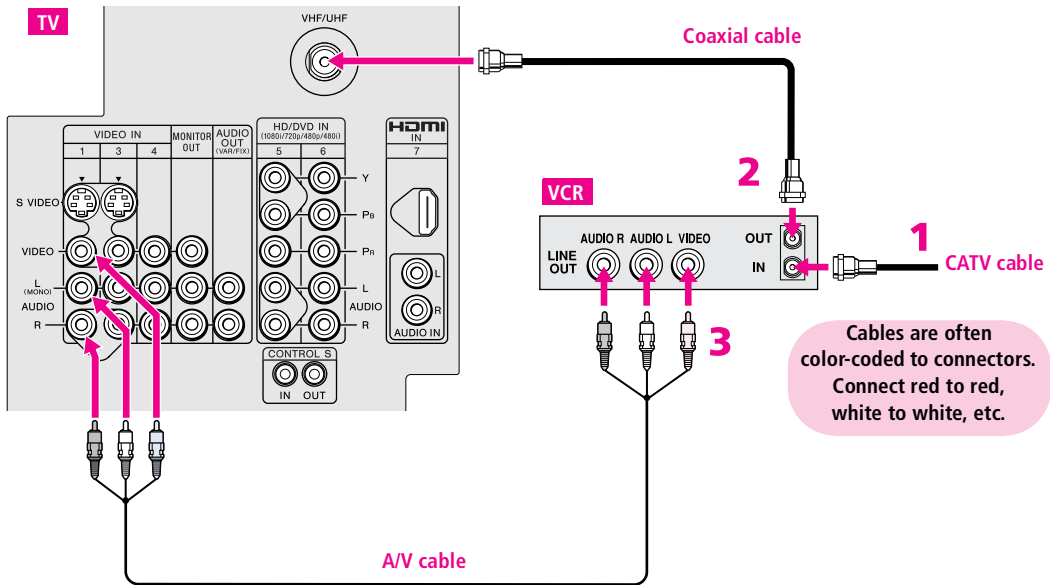 TV
VHF/UHF
Coaxial cable
VIDEO IN
MONITOR OUT
AUDIO OUT
(VAR/FIX)
HD/DVD IN
(1080i/720p/480p/480i)
HDMI
IN
1
3
4
5
6
7
S VIDEO
VIDEO
L
(MONO)
AUDIO
R
Y
PB
PR
L
AUDIO
R
L
R
AUDIO IN
CONTROL S
IN OUT
2
VCR
AUDIO R AUDIO L VIDEO
LINE OUT
OUT
IN
1
CATV cable
3
Cables are often
color-coded to connectors.
Connect red to red,
white to white, etc.
A/V cable